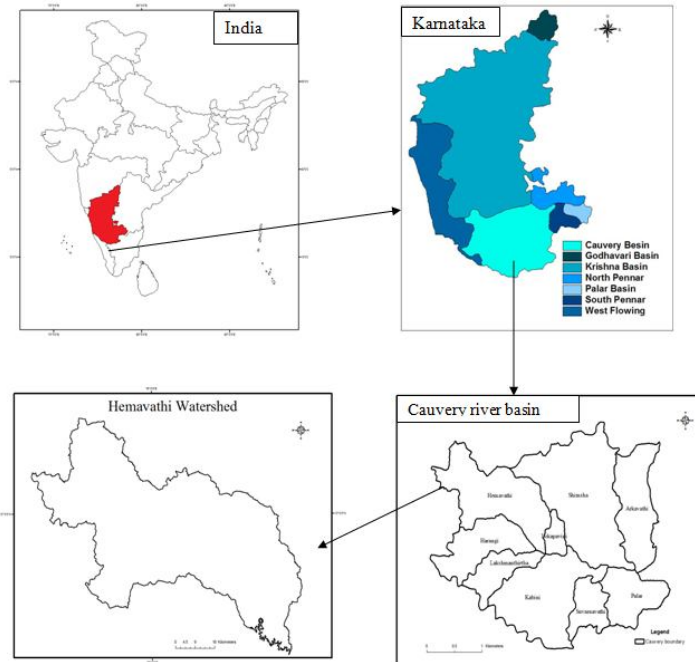 India
Karnataka
Cauvery Besin
Godhavari Basin
Krishna Basin
North Pennar
Palar Basin
South Pennar
West Flowing
Hemavathi Watershed
Cauvery river basin
Hemavathi
Shimsha
Arkavathi
Harangi
Lakshmanthirtha
Kabini
Suvarnavathi
Palar
Legend
Cauvery boundary